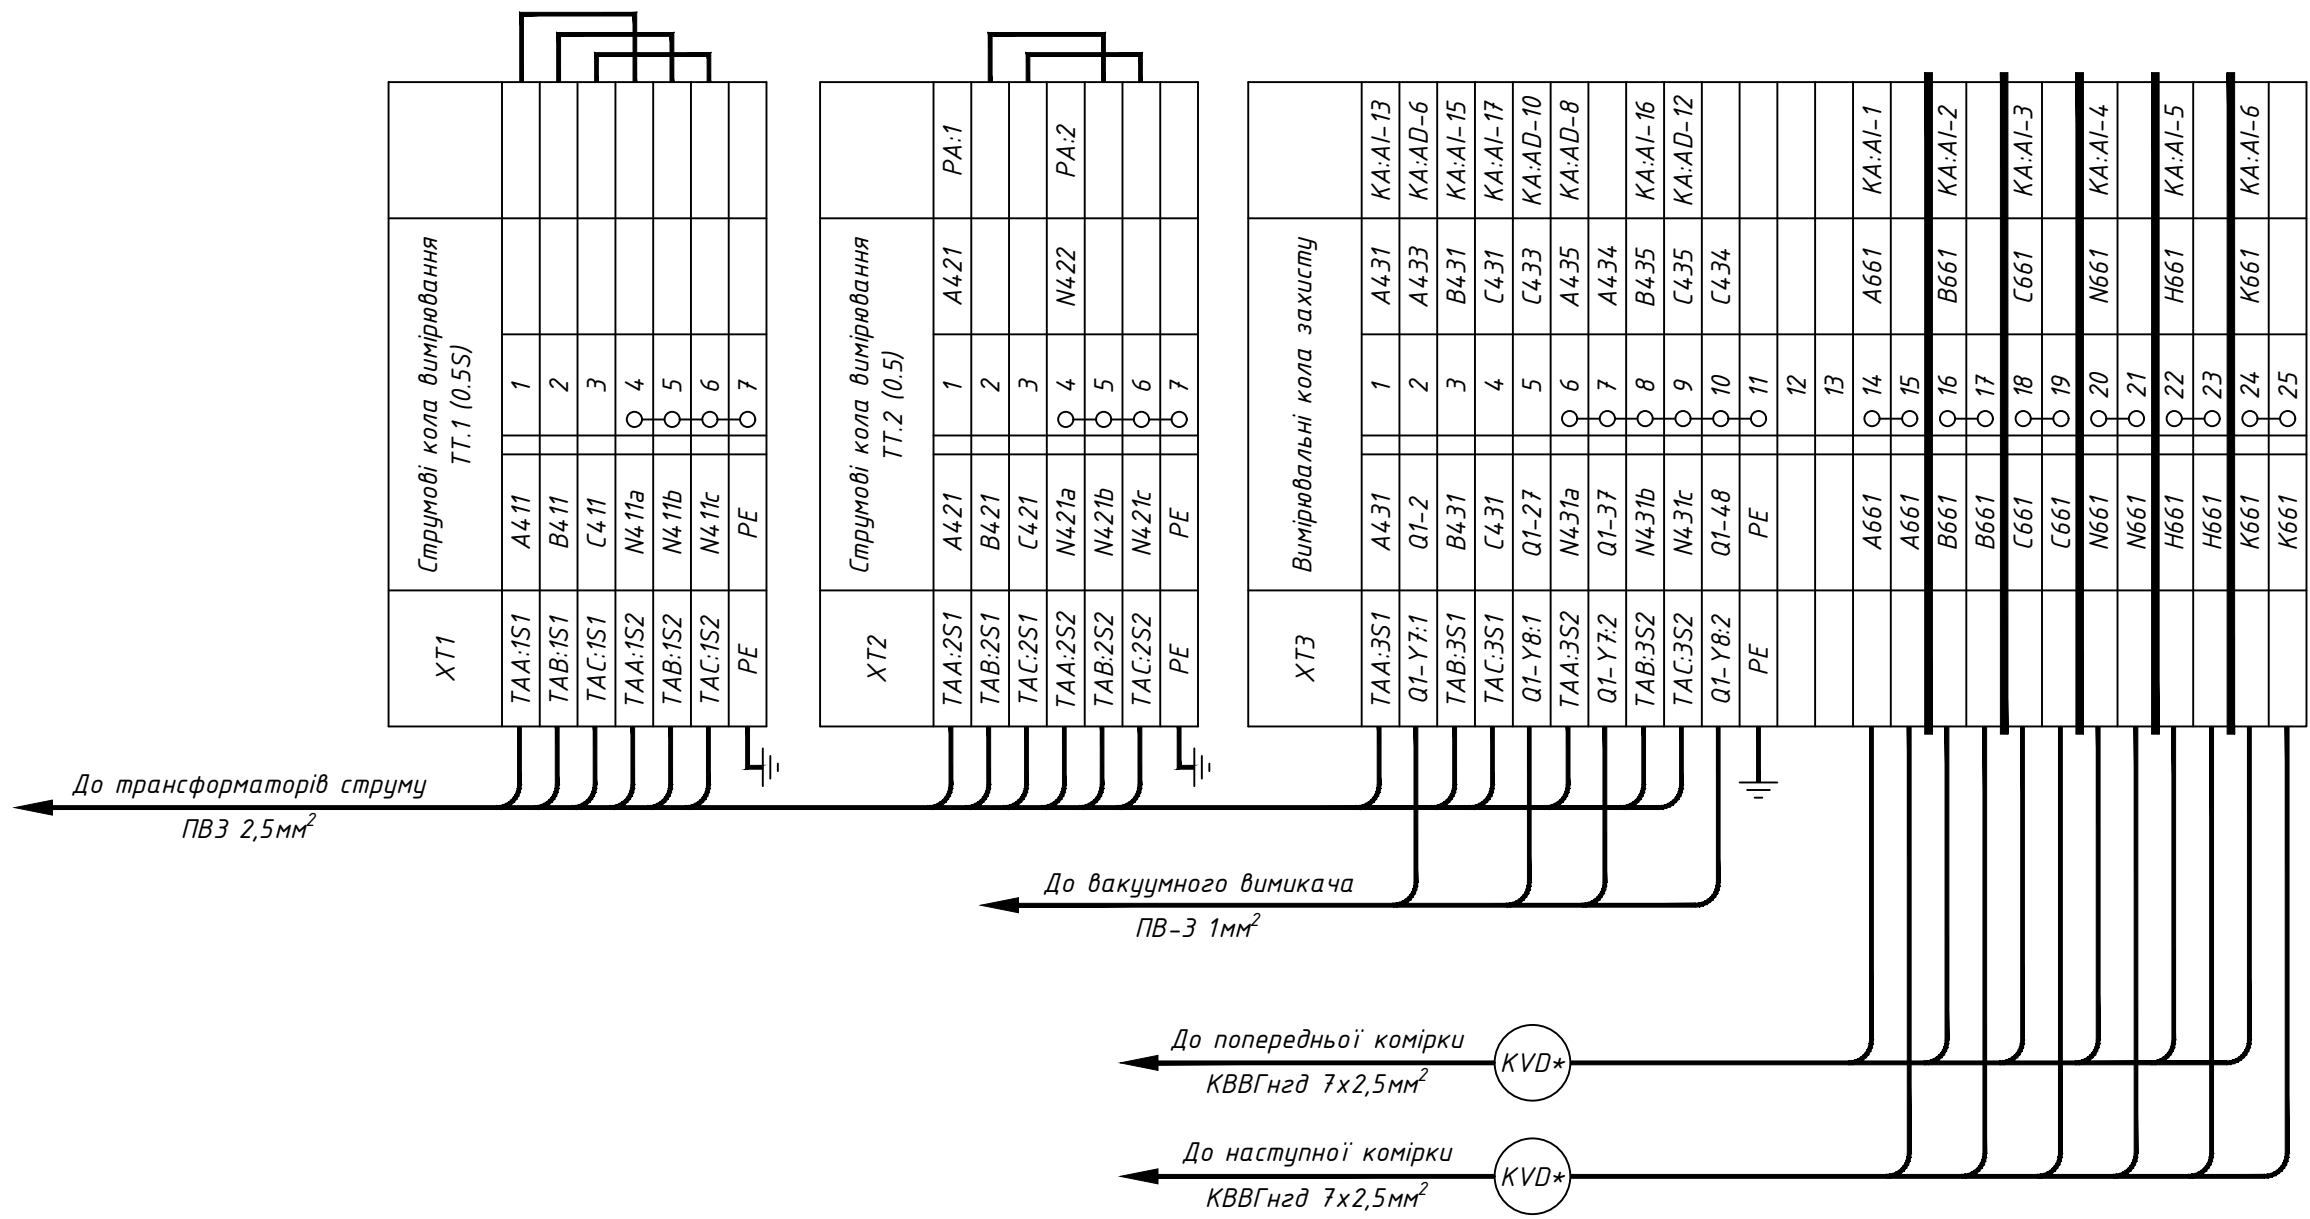 XT1
Струмові кола вимірювання
ТТ.1 (0.5S)
1
2
3
4
5
6
7
A411
B411
C411
N411a
N411b
N411c
PE
TAA:1S1
TAB:1S1
TAC:1S1
TAA:1S2
TAB:1S2
TAC:1S2
PE
XT2
Струмові кола вимірювання
ТТ.2 (0.5)
PA:1
PA:2
A421
N422
1
2
3
4
5
6
7
A421
B421
C421
N421a
N421b
N421c
PE
TAA:2S1
TAB:2S1
TAC:2S1
TAA:2S2
TAB:2S2
TAC:2S2
PE
XT3
Вимірювальні кола захисту
KA:AI-13
KA:AD-6
KA:AI-15
KA:AI-17
KA:AD-10
KA:AD-8
KA:AI-16
KA:AD-12
KA:AI-1
KA:AI-2
KA:AI-3
KA:AI-4
KA:AI-5
KA:AI-6
A431
A433
B431
C431
C433
A435
A434
B435
C435
C434
A661
B661
C661
N661
H661
K661
1
2
3
4
5
6
7
8
9
10
11
12
13
14
15
16
17
18
19
20
21
22
23
24
25
A431
Q1-2
B431
C431
Q1-27
N431a
Q1-37
N431b
N431c
Q1-48
PE
A661
A661
B661
B661
C661
C661
N661
N661
H661
H661
K661
K661
TAA:3S1
Q1-Y7:1
TAB:3S1
TAC:3S1
Q1-Y8:1
TAA:3S2
Q1-Y7:2
TAB:3S2
TAC:3S2
Q1-Y8:2
PE
До трансформаторів струму
ПВ3 2,5мм²
До вакуумного вимикача
ПВ-3 1мм²
До попередньої комірки
KVD*
КВВГнгд 7х2,5мм²
До наступної комірки
KVD*
КВВГнгд 7х2,5мм²